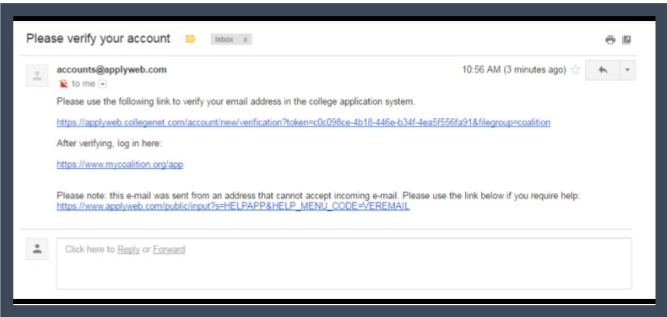 Please verify your account
Inbox x
accounts@applyweb.com
10:56 AM (3 minutes ago)
to me
Please use the following link to verify your email address in the college application system.
https://applyweb.collegenet.com/account/new/verification?token=c0c098ce-4b18-446e-b34f-4ea5f556fa91&filegroup=coalition
After verifying, log in here:
https://www.mycoalition.org/app
Please note: this e-mail was sent from an address that cannot accept incoming e-mail. Please use the link below if you require help:
https://www.applyweb.com/public/input?s=HELPAPP&HELP_MENU_CODE=VEREMAIL
Click here to Reply or Forward